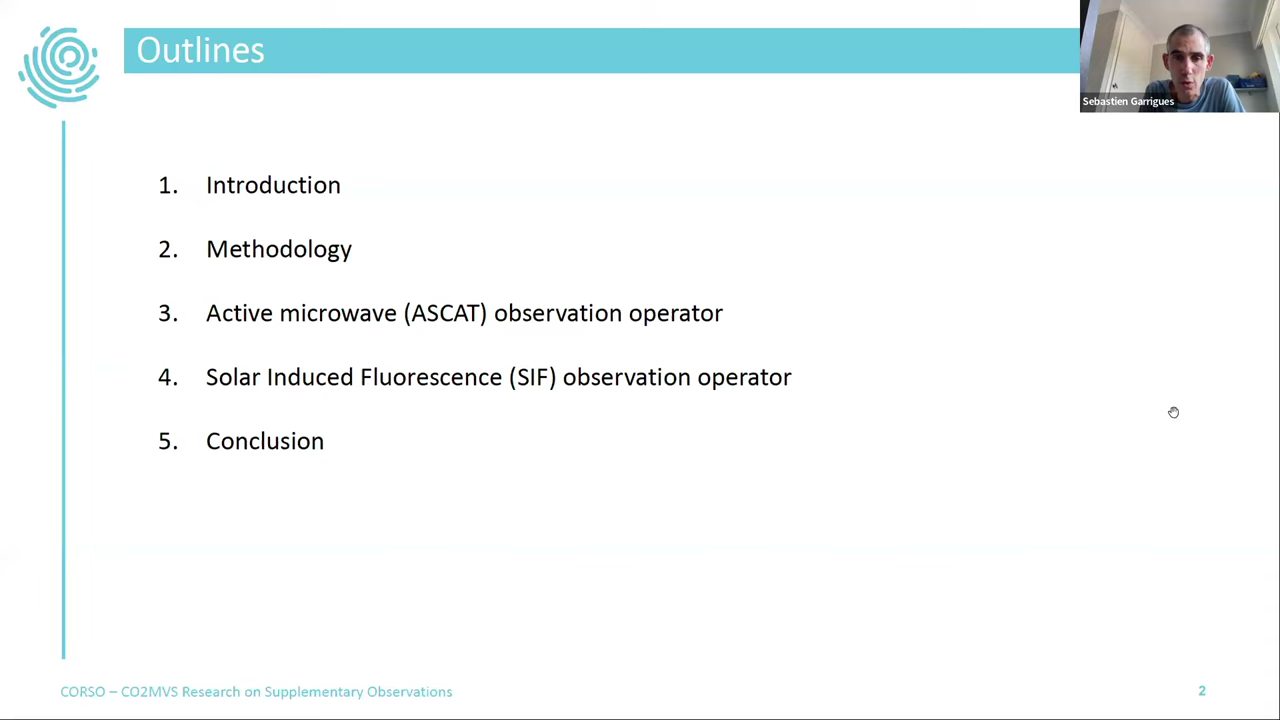 Outlines
Sebastien Garrigues
1. Introduction
2. Methodology
3. Active microwave (ASCAT) observation operator
4. Solar Induced Fluorescence (SIF) observation operator
5. Conclusion
CORSO – CO2MVS Research on Supplementary Observations
2